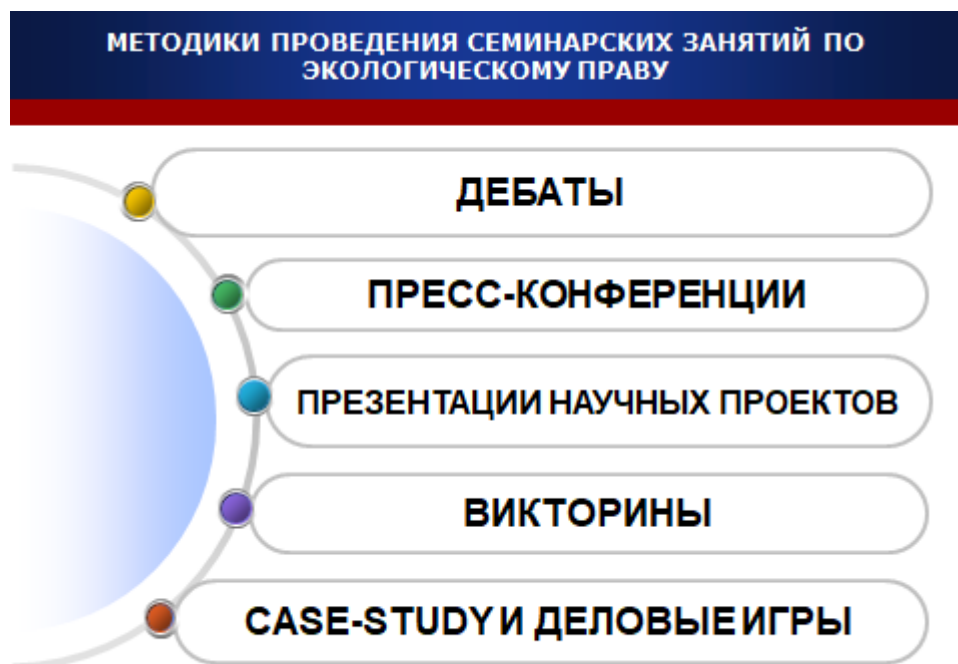 МЕТОДИКИ ПРОВЕДЕНИЯ СЕМИНАРСКИХ ЗАНЯТИЙ ПО
ЭКОЛОГИЧЕСКОМУ ПРАВУ
ДЕБАТЫ
ПРЕСС-КОНФЕРЕНЦИИ
ПРЕЗЕНТАЦИИ НАУЧНЫХ ПРОЕКТОВ
ВИКТОРИНЫ
CASE-STUDY И ДЕЛОВЫЕ ИГРЫ